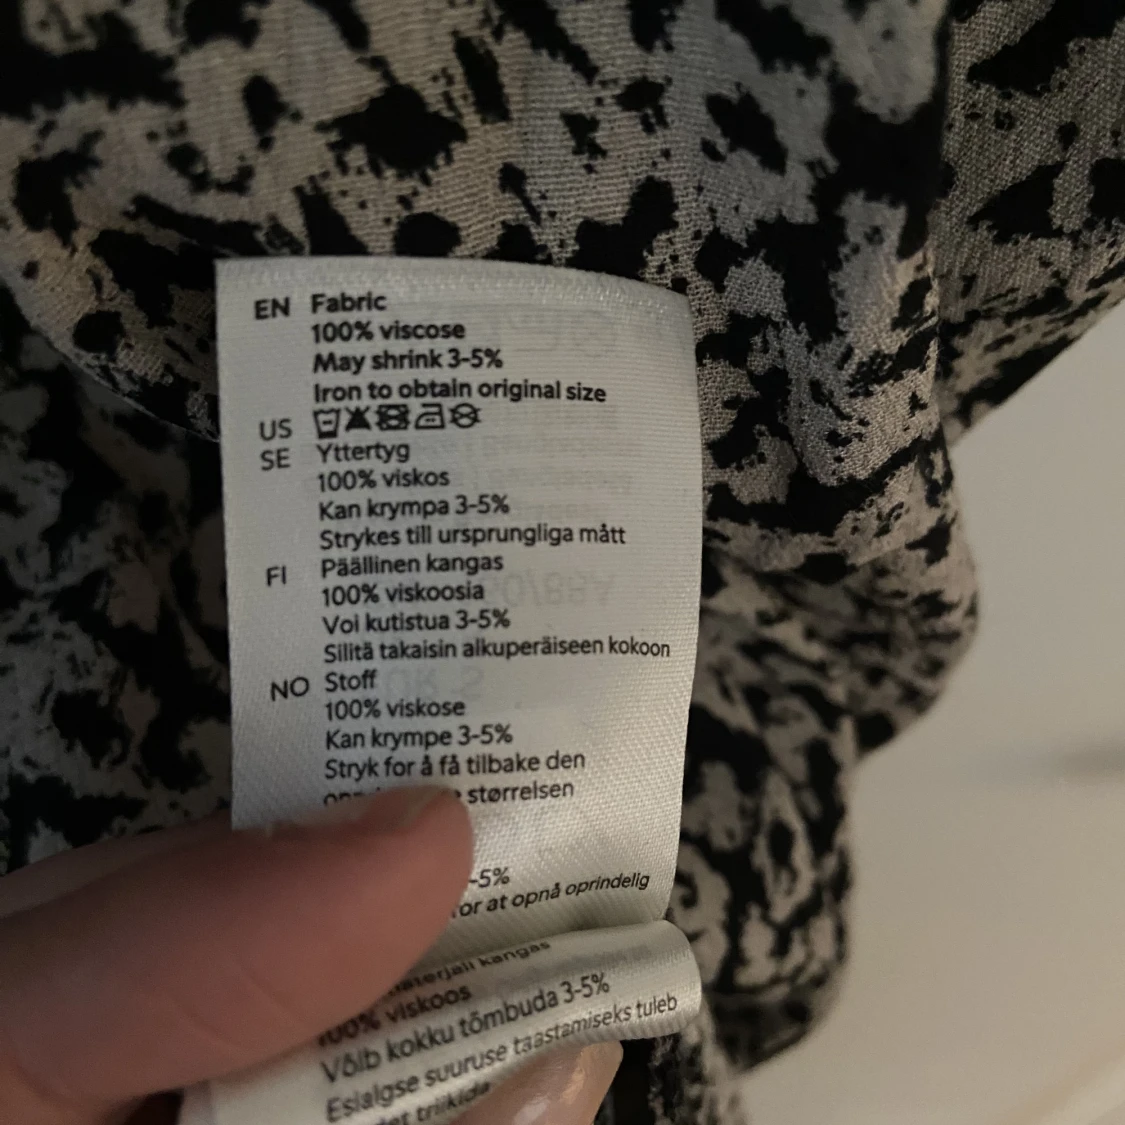 EN Fabric
100% viscose
May shrink 3-5%
Iron to obtain original size
US
SE Yttertyg
100% viskos
Kan krympa 3-5%
Strykes till ursprungliga mått
FI Päällinen kangas
100% viskoosia
Voi kutistua 3-5%
Silitä takaisin alkuperäiseen kokoon
NO Stoff
100% viskose
Kan krympe 3-5%
Stryk for å få tilbake den
størrelsen
-5%
for at opnå oprindelig
kangas
100% viskoos
Võib kokku tõmbuda 3-5%
Esialgse suuruse taastamiseks tuleb
triikida